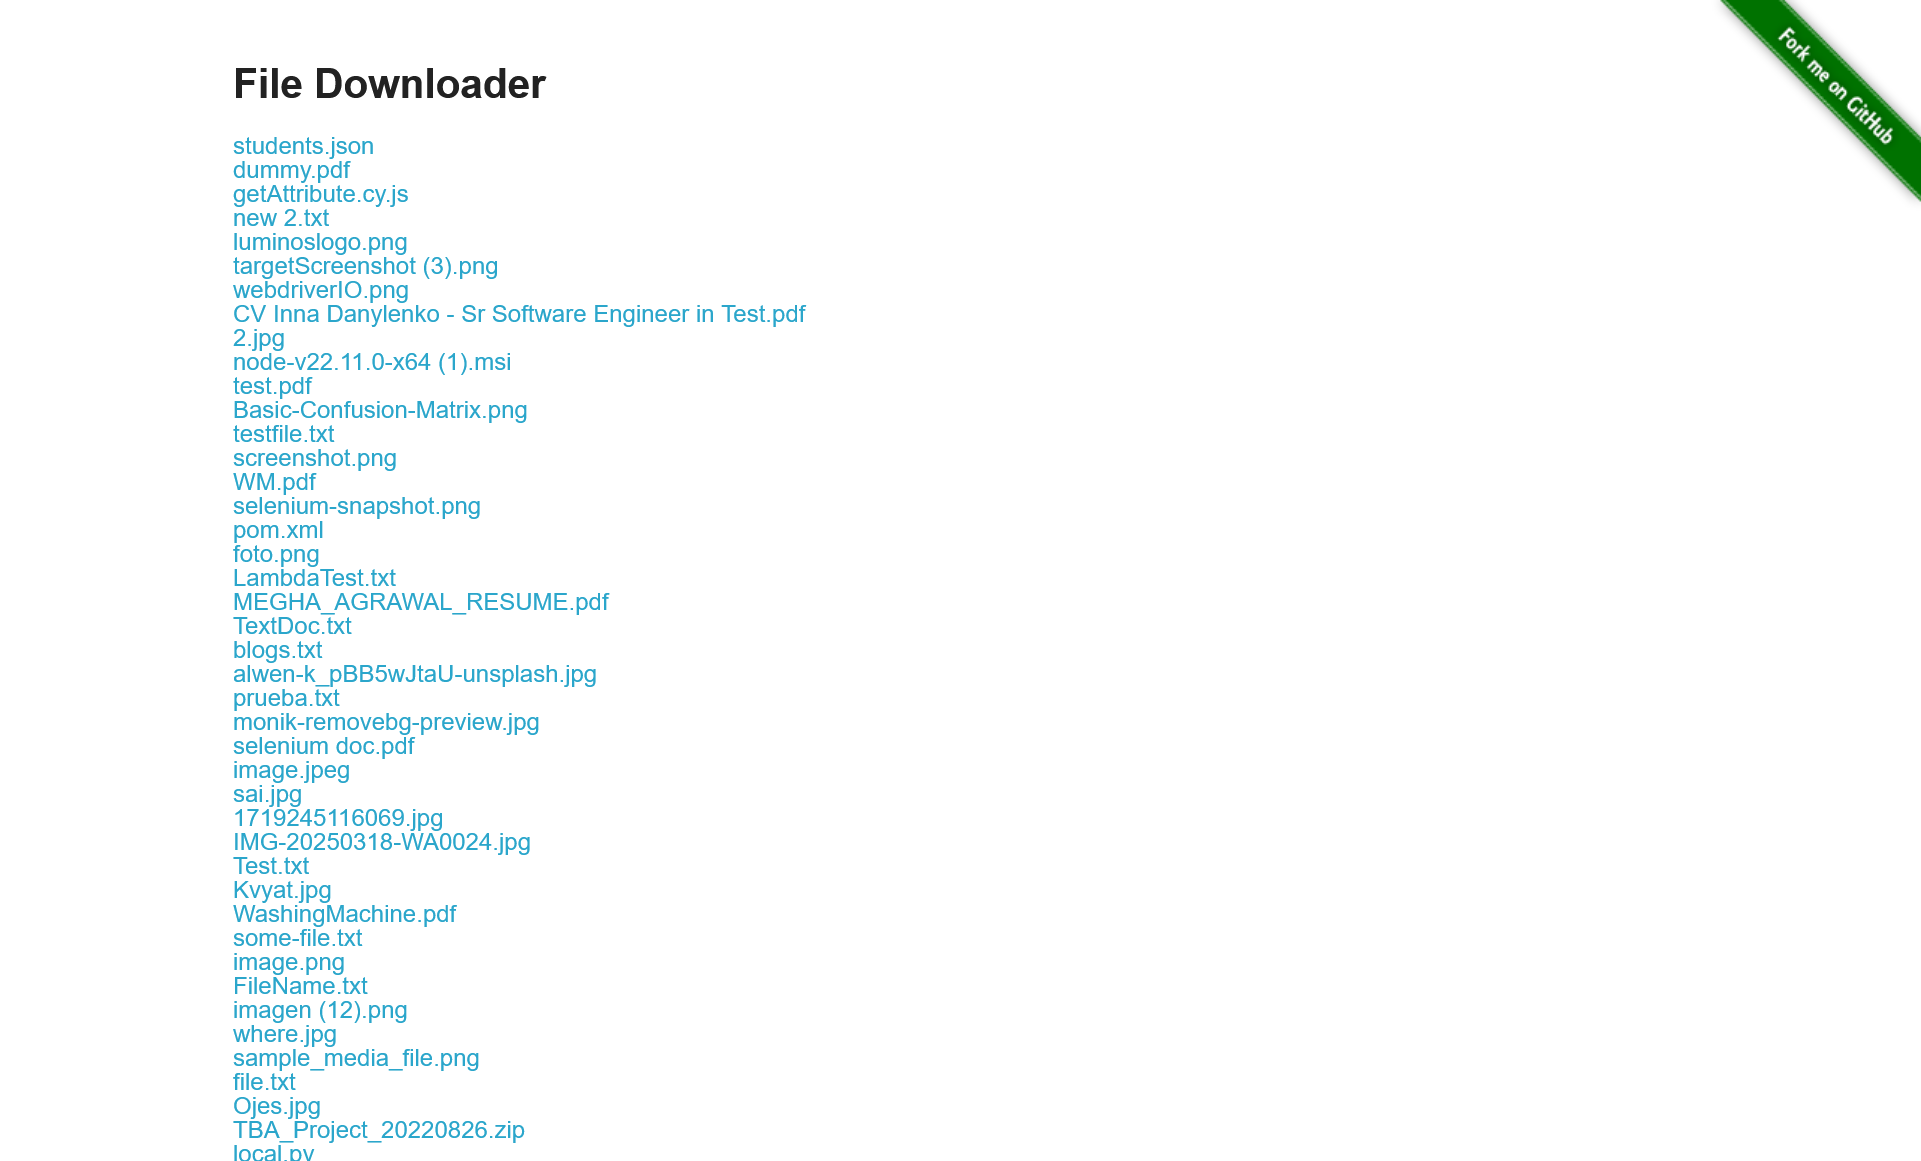 File Downloader
Fork me on GitHub
students.json
dummy.pdf
getAttribute.cy.js
new 2.txt
luminoslogo.png
targetScreenshot (3).png
webdriverIO.png
CV Inna Danylenko - Sr Software Engineer in Test.pdf
2.jpg
node-v22.11.0-x64 (1).msi
test.pdf
Basic-Confusion-Matrix.png
testfile.txt
screenshot.png
WM.pdf
selenium-snapshot.png
pom.xml
foto.png
LambdaTest.txt
MEGHA_AGRAWAL_RESUME.pdf
TextDoc.txt
blogs.txt
alwen-k_pBB5wJtaU-unsplash.jpg
prueba.txt
monik-removebg-preview.jpg
selenium doc.pdf
image.jpeg
sai.jpg
1719245116069.jpg
IMG-20250318-WA0024.jpg
Test.txt
Kvyat.jpg
WashingMachine.pdf
some-file.txt
image.png
FileName.txt
imagen (12).png
where.jpg
sample_media_file.png
file.txt
Ojes.jpg
TBA_Project_20220826.zip
local.py